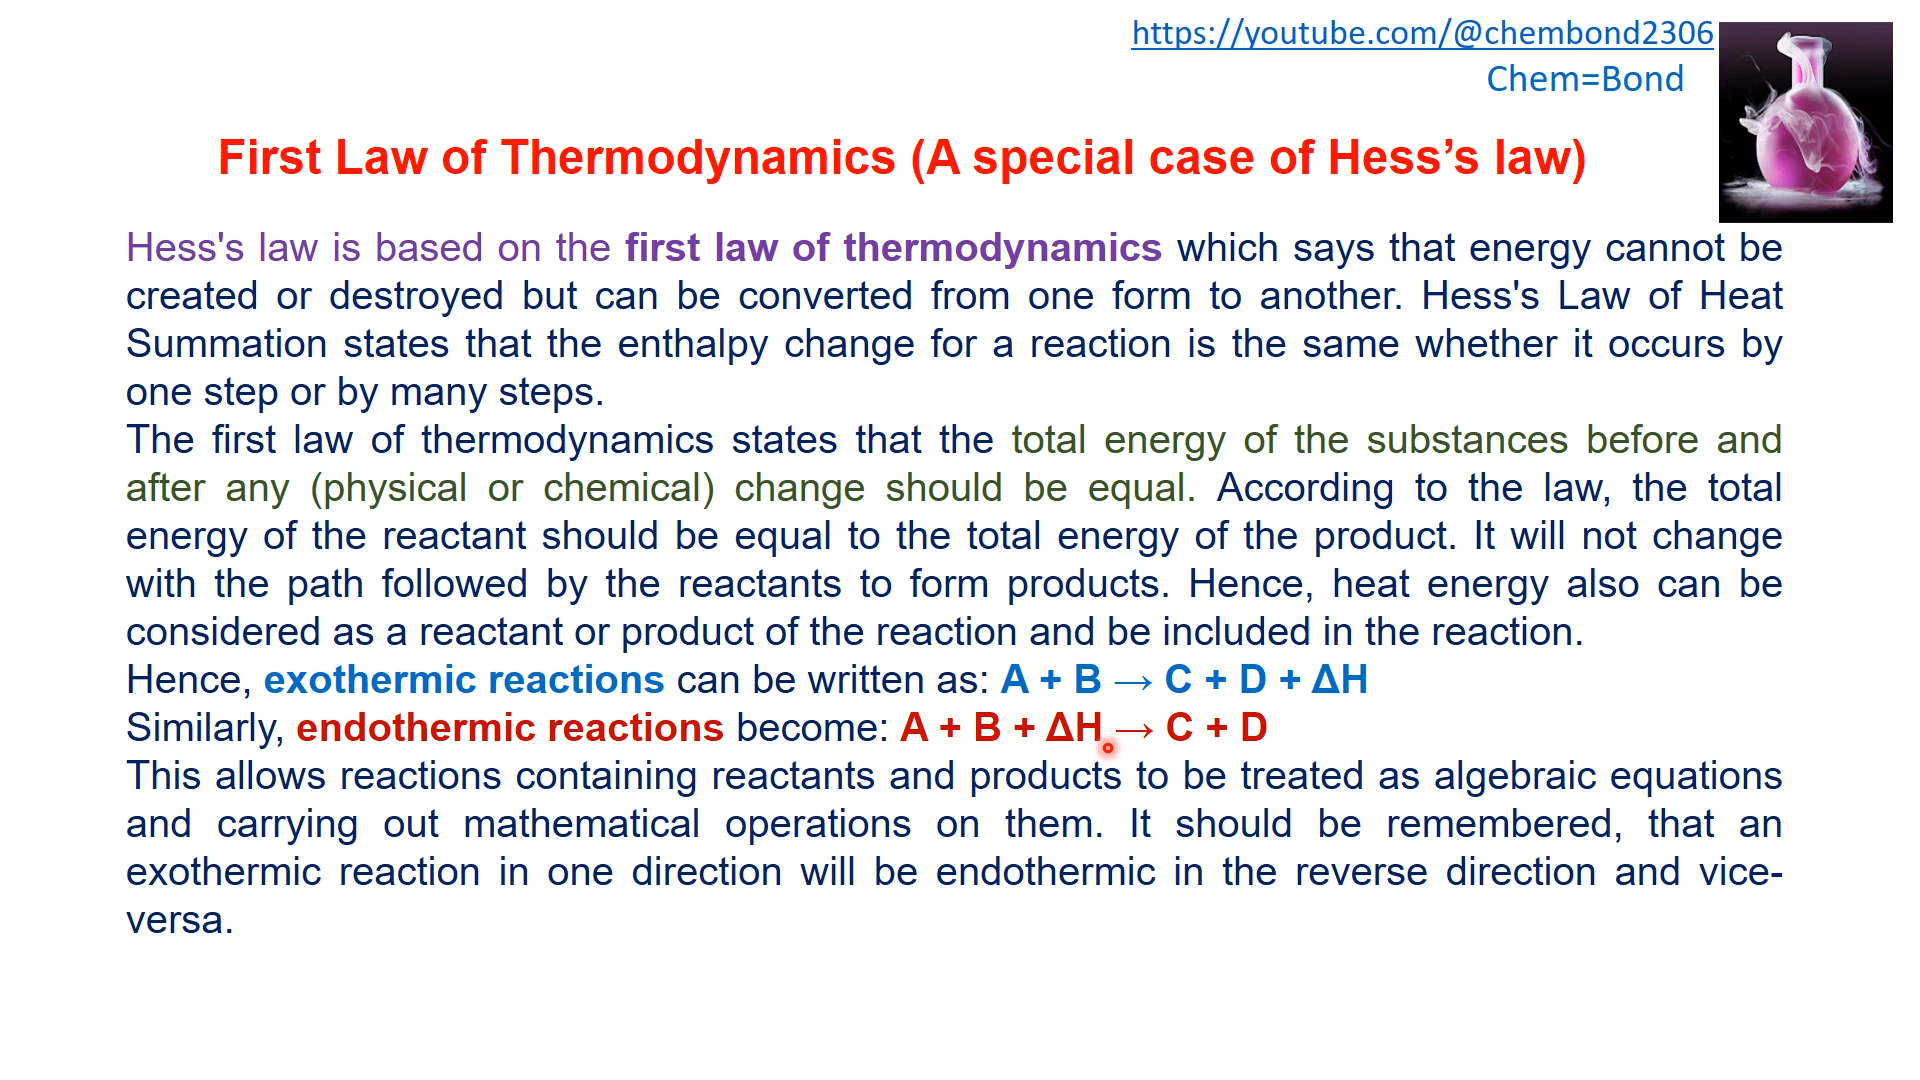 https://youtube.com/@chembond2306
Chem=Bond
First Law of Thermodynamics (A special case of Hess’s law)
Hess's law is based on the first law of thermodynamics which says that energy cannot be
created or destroyed but can be converted from one form to another. Hess's Law of Heat
Summation states that the enthalpy change for a reaction is the same whether it occurs by
one step or by many steps.
The first law of thermodynamics states that the total energy of the substances before and
after any (physical or chemical) change should be equal. According to the law, the total
energy of the reactant should be equal to the total energy of the product. It will not change
with the path followed by the reactants to form products. Hence, heat energy also can be
considered as a reactant or product of the reaction and be included in the reaction.
Hence, exothermic reactions can be written as: A + B → C + D + ΔH
Similarly, endothermic reactions become: A + B + ΔH → C + D
This allows reactions containing reactants and products to be treated as algebraic equations
and carrying out mathematical operations on them. It should be remembered, that an
exothermic reaction in one direction will be endothermic in the reverse direction and vice-
versa.